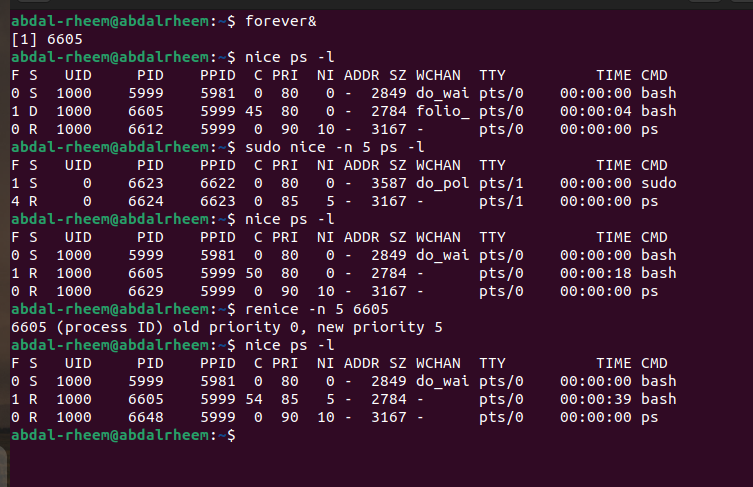 abdal-rheem@abdalrheem:~$ forever&
[1] 6605
abdal-rheem@abdalrheem:~$ nice ps -l
F S   UID     PID    PPID  C PRI  NI ADDR SZ WCHAN  TTY          TIME CMD
0 S  1000    5999    5981  0  80   0 -  2849 do_wai pts/0    00:00:00 bash
1 D  1000    6605    5999 45  80   0 -  2784 folio_ pts/0    00:00:04 bash
0 R  1000    6612    5999  0  90  10 -  3167 -      pts/0    00:00:00 ps
abdal-rheem@abdalrheem:~$ sudo nice -n 5 ps -l
F S   UID     PID    PPID  C PRI  NI ADDR SZ WCHAN  TTY          TIME CMD
1 S     0    6623    6622  0  80   0 -  3587 do_pol pts/1    00:00:00 sudo
4 R     0    6624    6623  0  85   5 -  3167 -      pts/1    00:00:00 ps
abdal-rheem@abdalrheem:~$ nice ps -l
F S   UID     PID    PPID  C PRI  NI ADDR SZ WCHAN  TTY          TIME CMD
0 S  1000    5999    5981  0  80   0 -  2849 do_wai pts/0    00:00:00 bash
1 R  1000    6605    5999 50  80   0 -  2784 -      pts/0    00:00:18 bash
0 R  1000    6629    5999  0  90  10 -  3167 -      pts/0    00:00:00 ps
abdal-rheem@abdalrheem:~$ renice -n 5 6605
6605 (process ID) old priority 0, new priority 5
abdal-rheem@abdalrheem:~$ nice ps -l
F S   UID     PID    PPID  C PRI  NI ADDR SZ WCHAN  TTY          TIME CMD
0 S  1000    5999    5981  0  80   0 -  2849 do_wai pts/0    00:00:00 bash
1 R  1000    6605    5999 54  85   5 -  2784 -      pts/0    00:00:39 bash
0 R  1000    6648    5999  0  90  10 -  3167 -      pts/0    00:00:00 ps
abdal-rheem@abdalrheem:~$